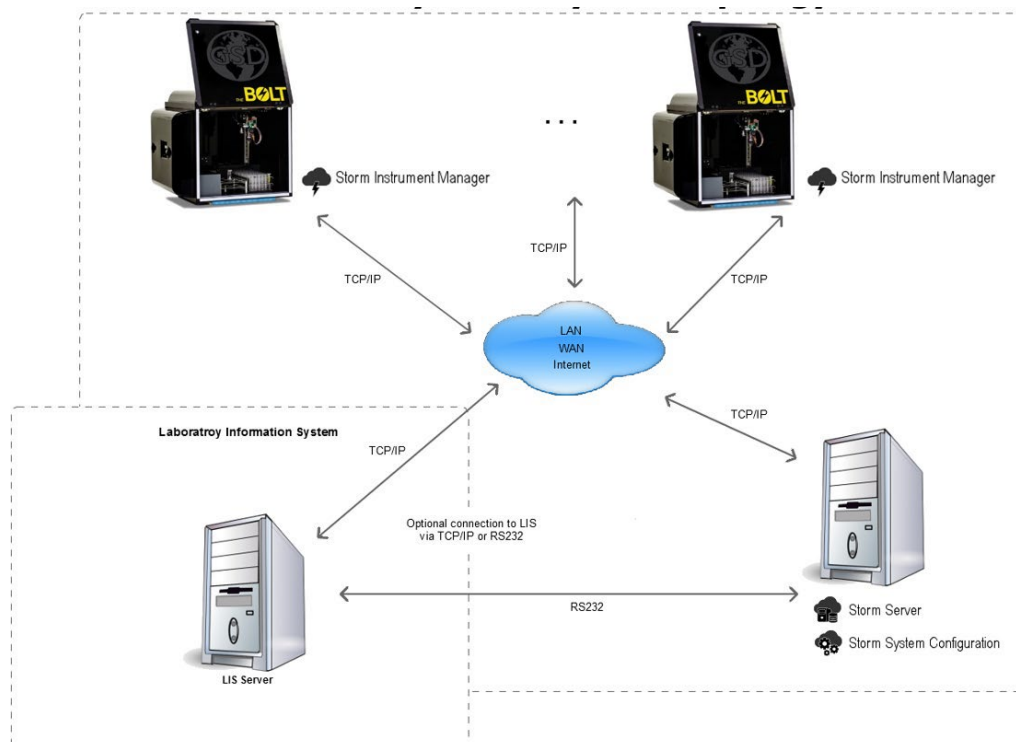 GSD
THE BOLT
GSD
THE BOLT
...
Storm Instrument Manager
Storm Instrument Manager
TCP/IP
TCP/IP
TCP/IP
LAN
WAN
Internet
TCP/IP
Laboratroy Information System
TCP/IP
Optional connection to LIS
via TCP/IP or RS232
RS232
Storm Server
Storm System Configuration
LIS Server